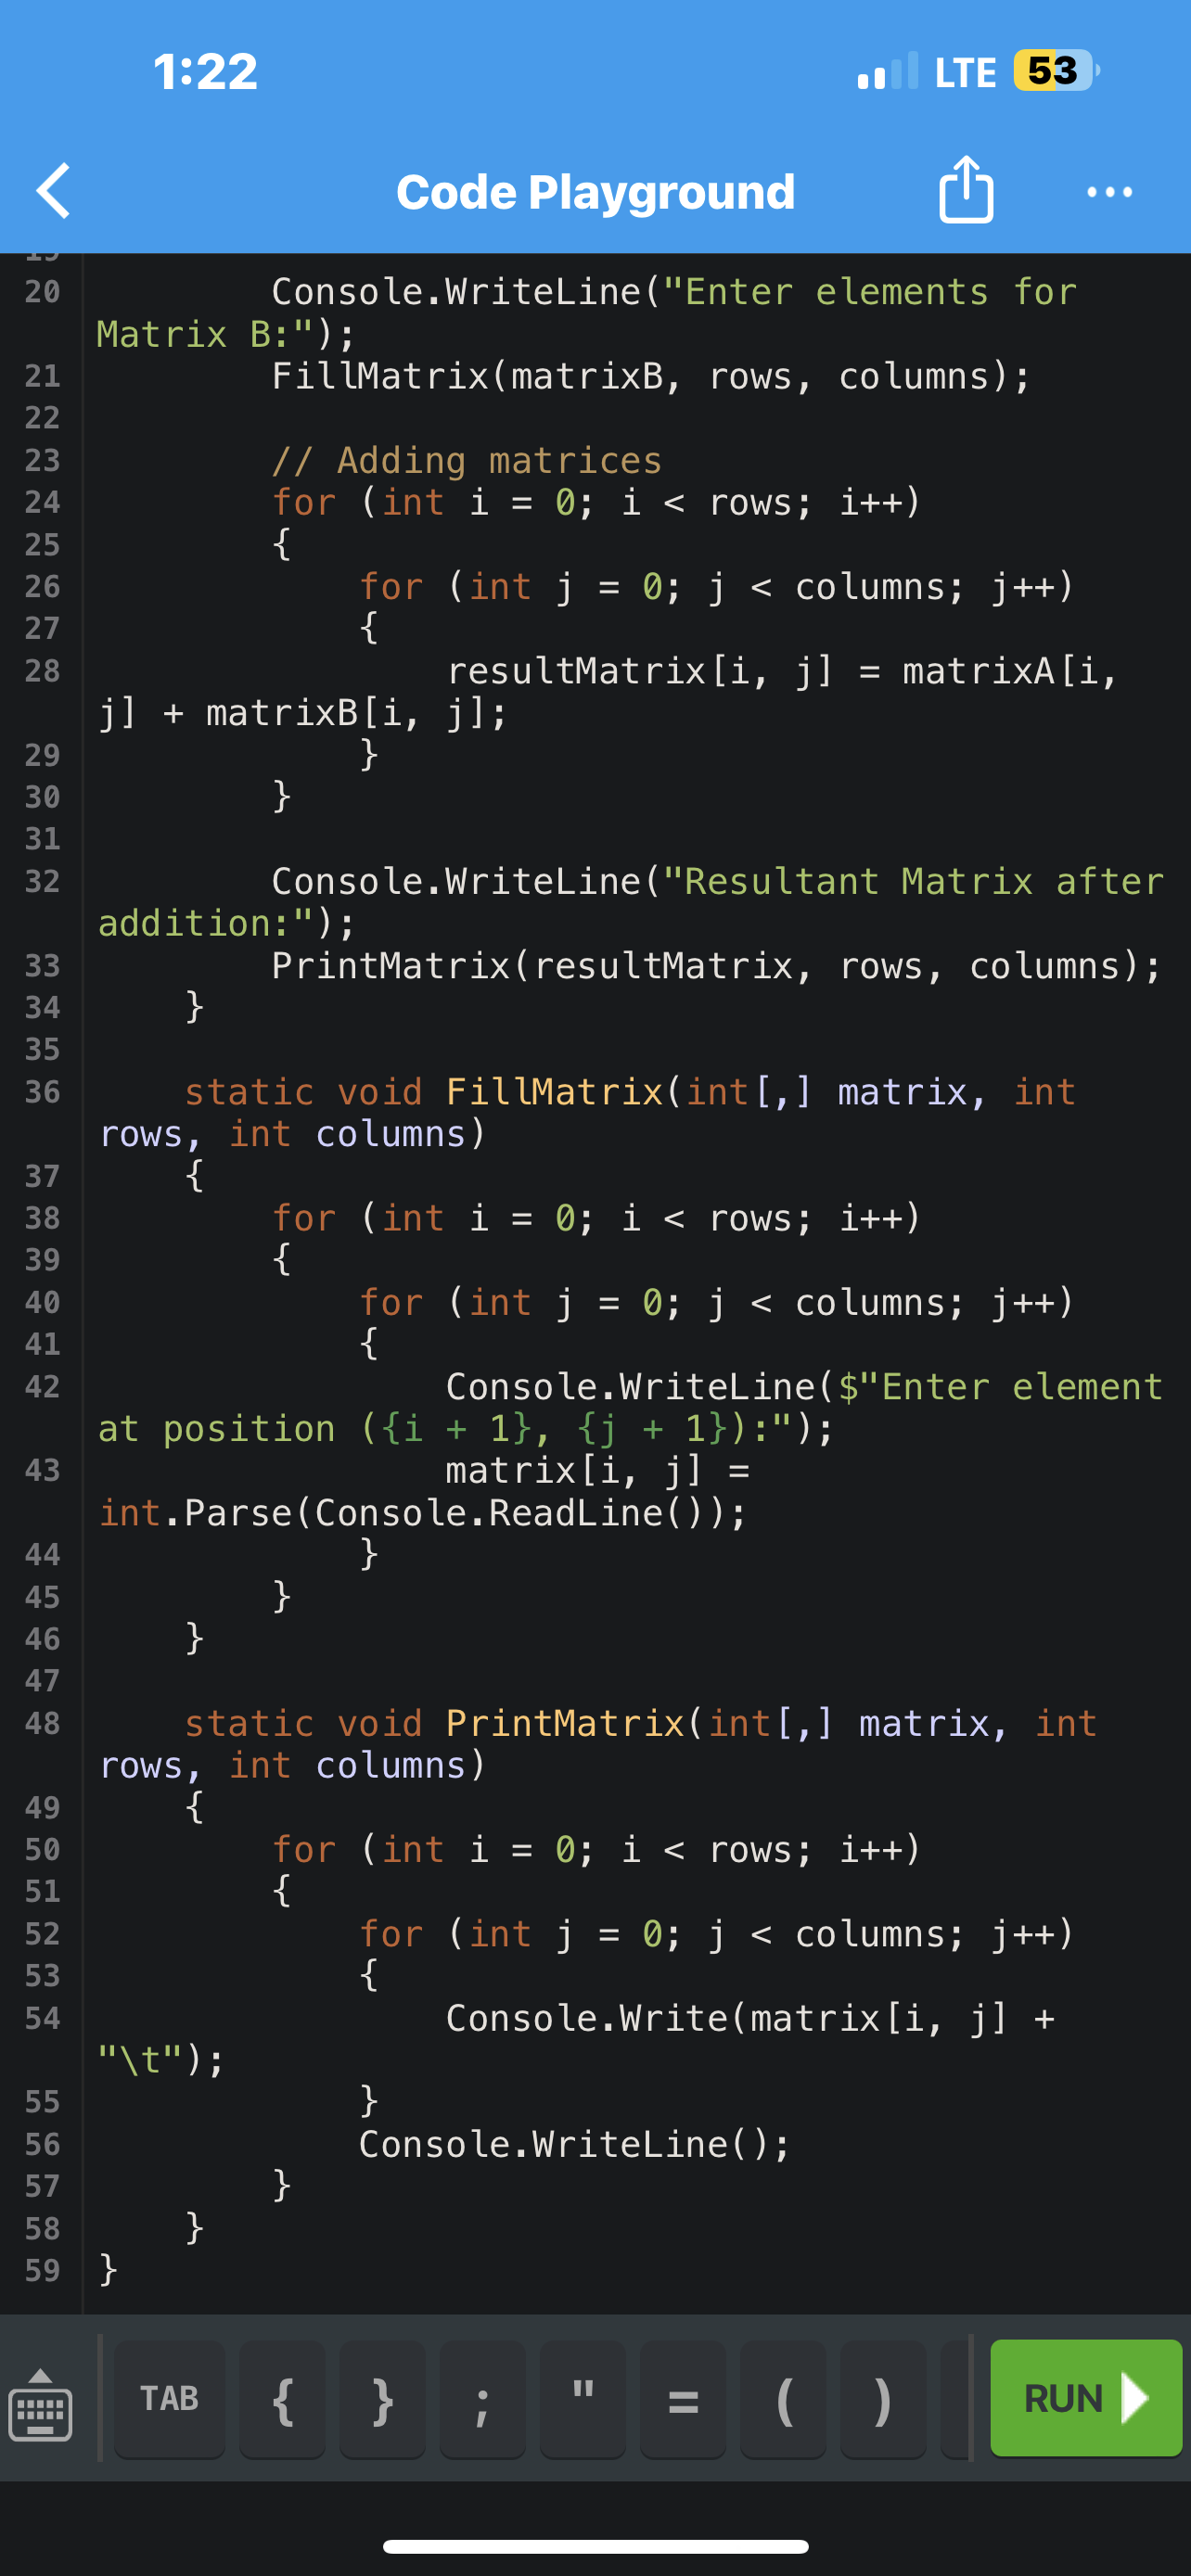 1:22
LTE 53
Code Playground
20 Console.WriteLine("Enter elements for
Matrix B:");
21 FillMatrix(matrixB, rows, columns);
22
23 // Adding matrices
24 for (int i = 0; i < rows; i++)
25 {
26 for (int j = 0; j < columns; j++)
27 {
28 resultMatrix[i, j] = matrixA[i,
j] + matrixB[i, j];
29 }
30 }
31
32 Console.WriteLine("Resultant Matrix after
addition:");
33 PrintMatrix(resultMatrix, rows, columns);
34 }
35
36 static void FillMatrix(int[,] matrix, int
rows, int columns)
37 {
38 for (int i = 0; i < rows; i++)
39 {
40 for (int j = 0; j < columns; j++)
41 {
42 Console.WriteLine($"Enter element
at position ({i + 1}, {j + 1}):");
43 matrix[i, j] =
int.Parse(Console.ReadLine());
44 }
45 }
46 }
47
48 static void PrintMatrix(int[,] matrix, int
rows, int columns)
49 {
50 for (int i = 0; i < rows; i++)
51 {
52 for (int j = 0; j < columns; j++)
53 {
54 Console.Write(matrix[i, j] +
"\t");
55 }
56 Console.WriteLine();
57 }
58 }
59 }
TAB { } ; " = ( ) RUN